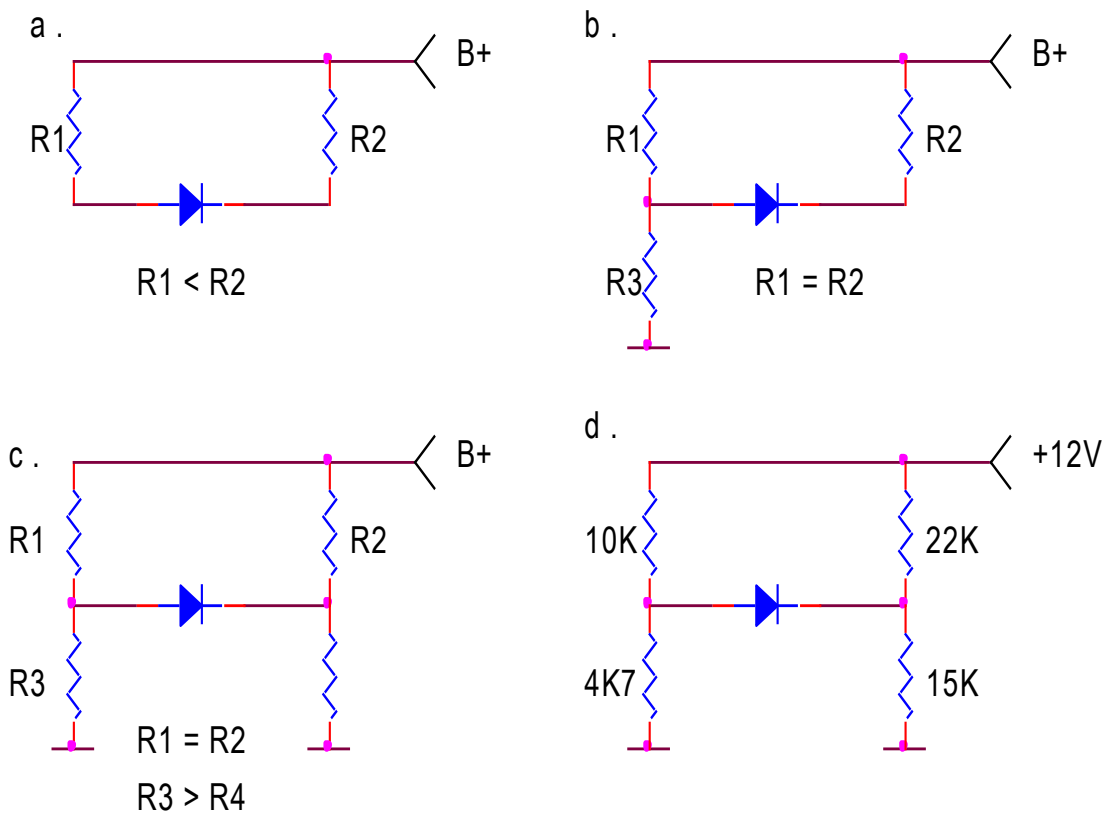 a .
B+
R1
R2
R1 < R2
b .
B+
R1
R2
R3
R1 = R2
c .
B+
R1
R2
R3
R1 = R2
R3 > R4
d .
+12V
10K
22K
4K7
15K